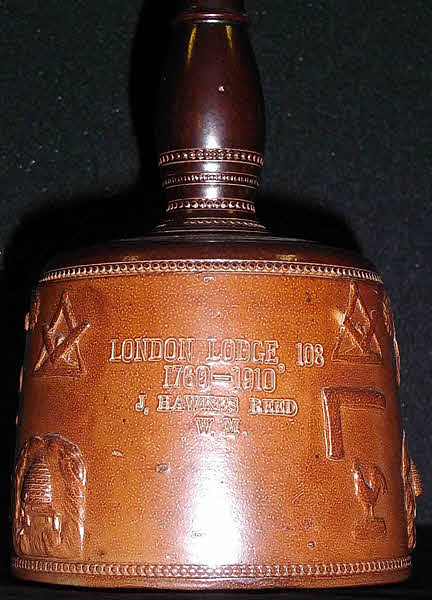 LONDON LODGE, 108
1760–1910
J. HAWKES REED
W. M.